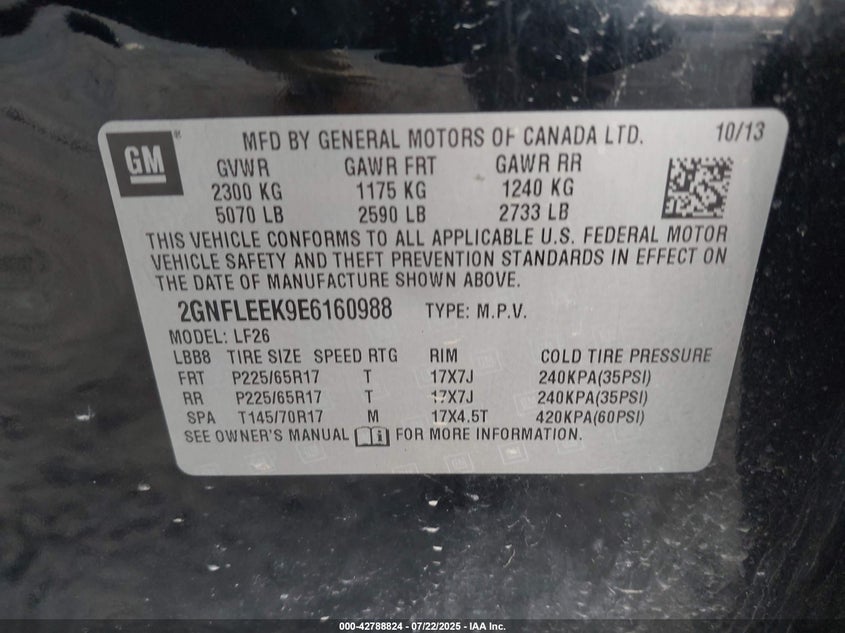 GM ® MFD BY GENERAL MOTORS OF CANADA LTD. 10/13
GVWR GAWR FRT GAWR RR
2300 KG 1175 KG 1240 KG
5070 LB 2590 LB 2733 LB
THIS VEHICLE CONFORMS TO ALL APPLICABLE U.S. FEDERAL MOTOR
VEHICLE SAFETY AND THEFT PREVENTION STANDARDS IN EFFECT ON
THE DATE OF MANUFACTURE SHOWN ABOVE.
2GNFLEEK9E6160988 TYPE: M.P.V.
MODEL: LF26
LBB8 TIRE SIZE SPEED RTG RIM COLD TIRE PRESSURE
FRT P225/65R17 T 17X7J 240KPA(35PSI)
RR P225/65R17 T 17X7J 240KPA(35PSI)
SPA T145/70R17 M 17X4.5T 420KPA(60PSI)
SEE OWNER'S MANUAL i FOR MORE INFORMATION.
000-42788824 - 07/22/2025 - IAA Inc.